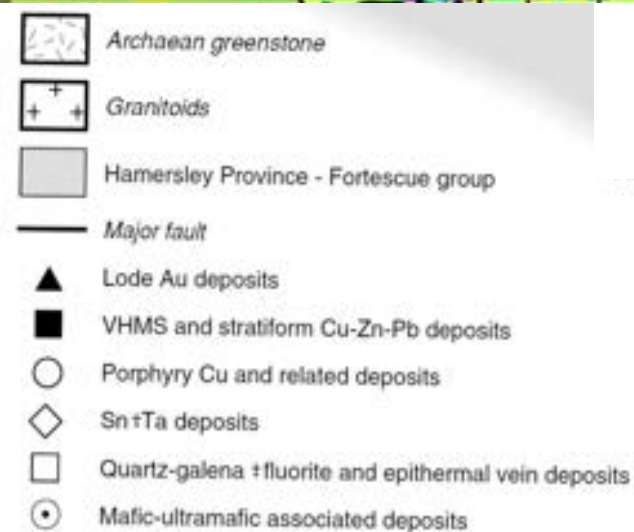 Archaean greenstone
Granitoids
Hamersley Province - Fortescue group
Major fault
Lode Au deposits
VHMS and stratiform Cu-Zn-Pb deposits
Porphyry Cu and related deposits
Sn†Ta deposits
Quartz-galena ‡fluorite and epithermal vein deposits
Mafic-ultramafic associated deposits